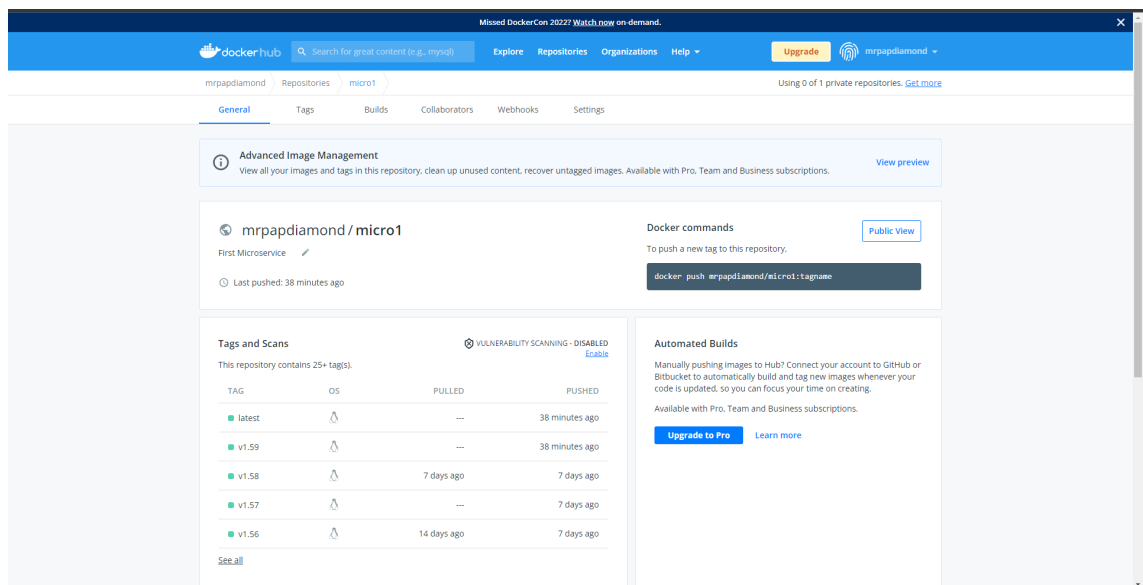 Missed DockerCon 2022? Watch now on-demand.
dockerhub Search for great content (e.g., mysql) Explore Repositories Organizations Help Upgrade mrpapdiamond
mrpapdiamond Repositories micro1 Using 0 of 1 private repositories. Get more
General Tags Builds Collaborators Webhooks Settings
Advanced Image Management
View all your images and tags in this repository, clean up unused content, recover untagged images. Available with Pro, Team and Business subscriptions.
View preview
mrpapdiamond / micro1
First Microservice
Last pushed: 38 minutes ago
Docker commands
Public View
To push a new tag to this repository,
docker push mrpapdiamond/micro1:tagname
Tags and Scans
VULNERABILITY SCANNING - DISABLED
Enable
This repository contains 25+ tag(s).
TAG OS PULLED PUSHED
latest --- 38 minutes ago
v1.59 --- 38 minutes ago
v1.58 7 days ago 7 days ago
v1.57 --- 7 days ago
v1.56 14 days ago 7 days ago
See all
Automated Builds
Manually pushing images to Hub? Connect your account to GitHub or
Bitbucket to automatically build and tag new images whenever your
code is updated, so you can focus your time on creating.
Available with Pro, Team and Business subscriptions.
Upgrade to Pro Learn more